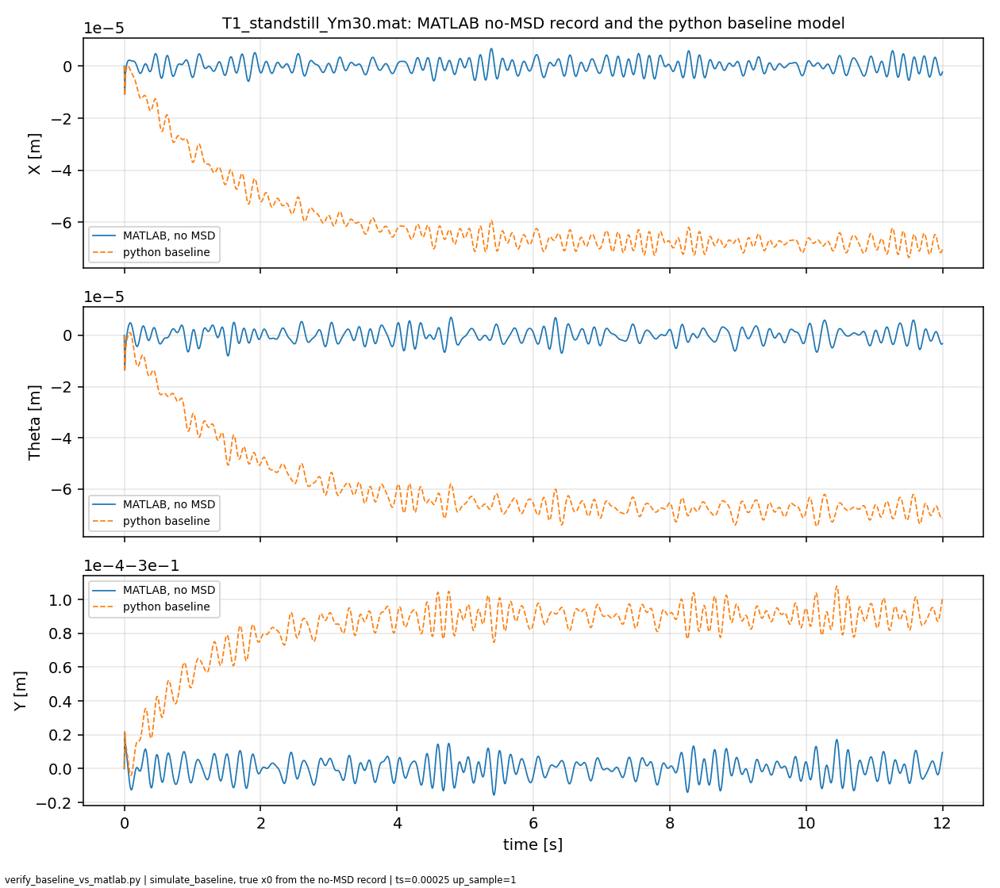 T1_standstill_Ym30.mat: MATLAB no-MSD record and the python baseline model
1e−5
0
−2
−4
−6
X [m]
MATLAB, no MSD
python baseline
1e−5
0
−2
−4
−6
Theta [m]
MATLAB, no MSD
python baseline
1e−4−3e−1
1.0
0.8
0.6
0.4
0.2
0.0
−0.2
Y [m]
MATLAB, no MSD
python baseline
0 2 4 6 8 10 12
time [s]
verify_baseline_vs_matlab.py | simulate_baseline, true x0 from the no-MSD record | ts=0.00025 up_sample=1